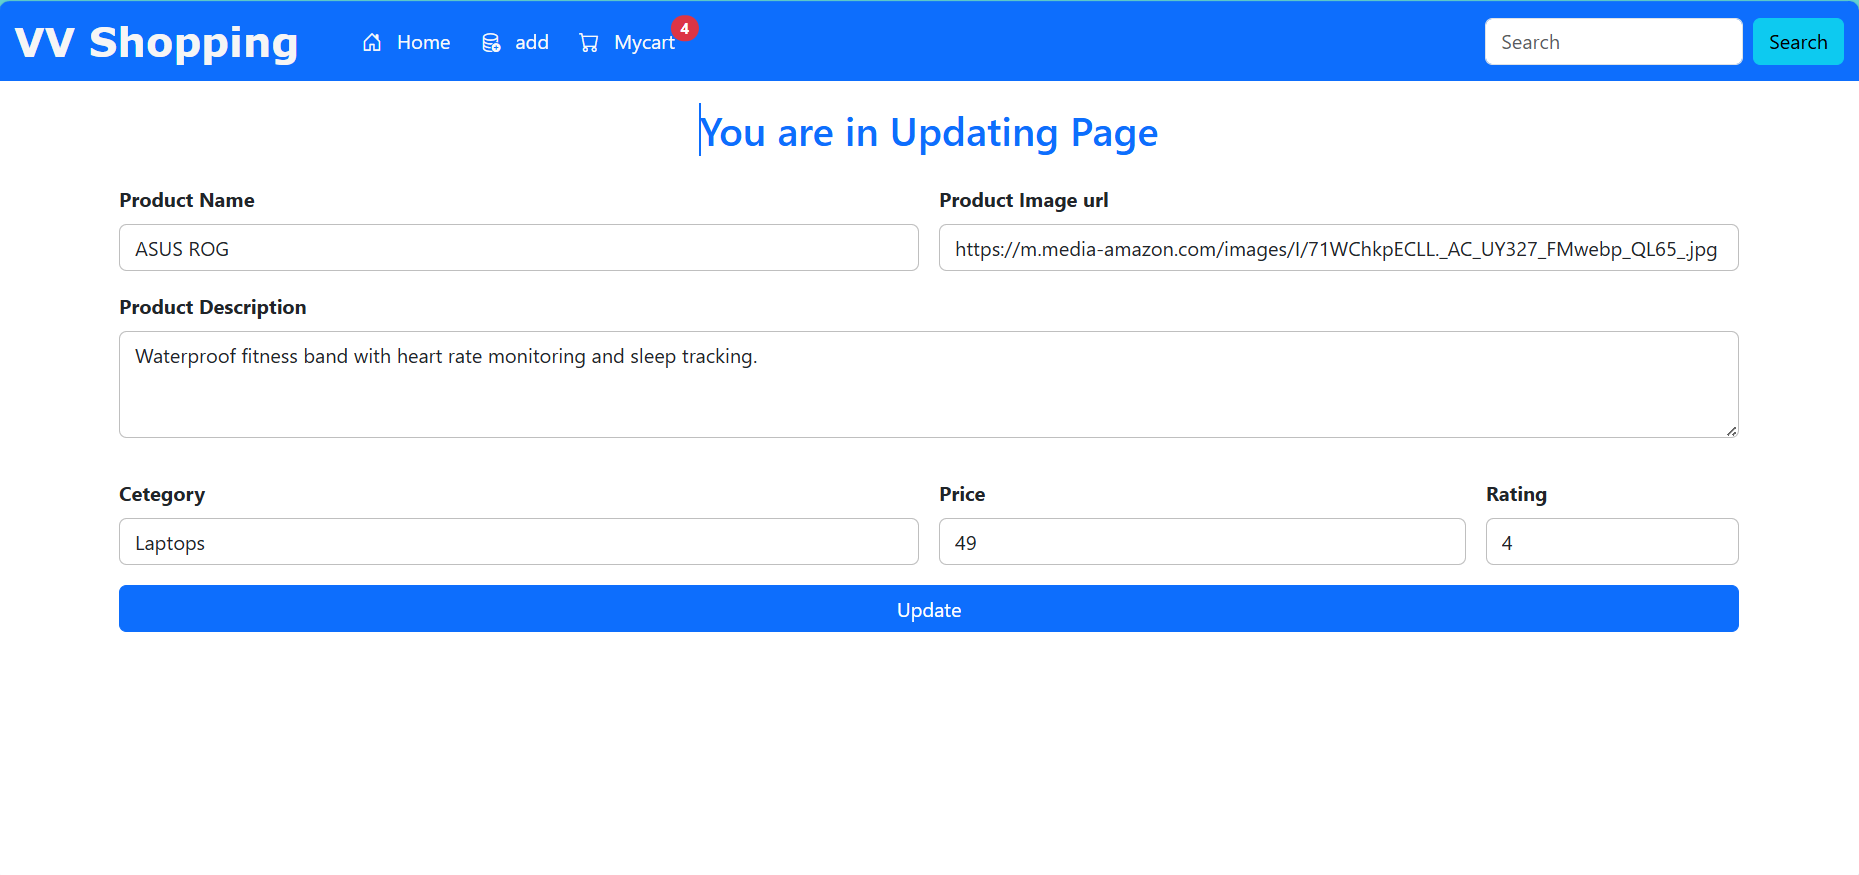 VV Shopping Home add Mycart 4 Search Search
You are in Updating Page
Product Name Product Image url
ASUS ROG https://m.media-amazon.com/images/I/71WChkpECLL._AC_UY327_FMwebp_QL65_.jpg
Product Description
Waterproof fitness band with heart rate monitoring and sleep tracking.
Cetegory Price Rating
Laptops 49 4
Update